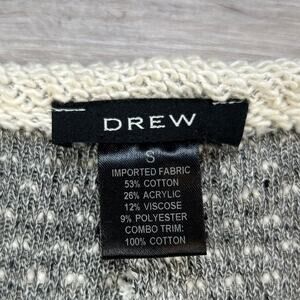 DREW
S
IMPORTED FABRIC
53% COTTON
26% ACRYLIC
12% VISCOSE
9% POLYESTER
COMBO TRIM:
100% COTTON